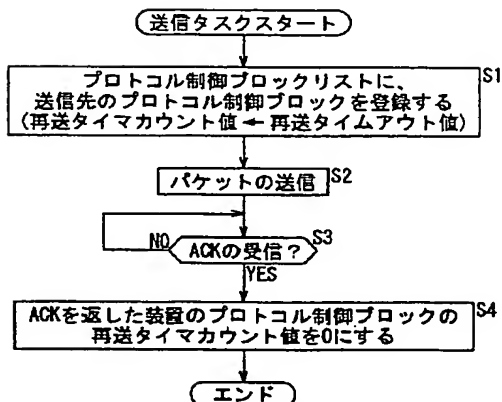 送信タスクスタート
プロトコル制御ブロックリストに、
送信先のプロトコル制御ブロックを登録する
(再送タイマカウント値 ← 再送タイムアウト値)
S1
パケットの送信
S2
ACKの受信?
S3
NO
YES
ACKを返した装置のプロトコル制御ブロックの
再送タイマカウント値を0にする
S4
エンド